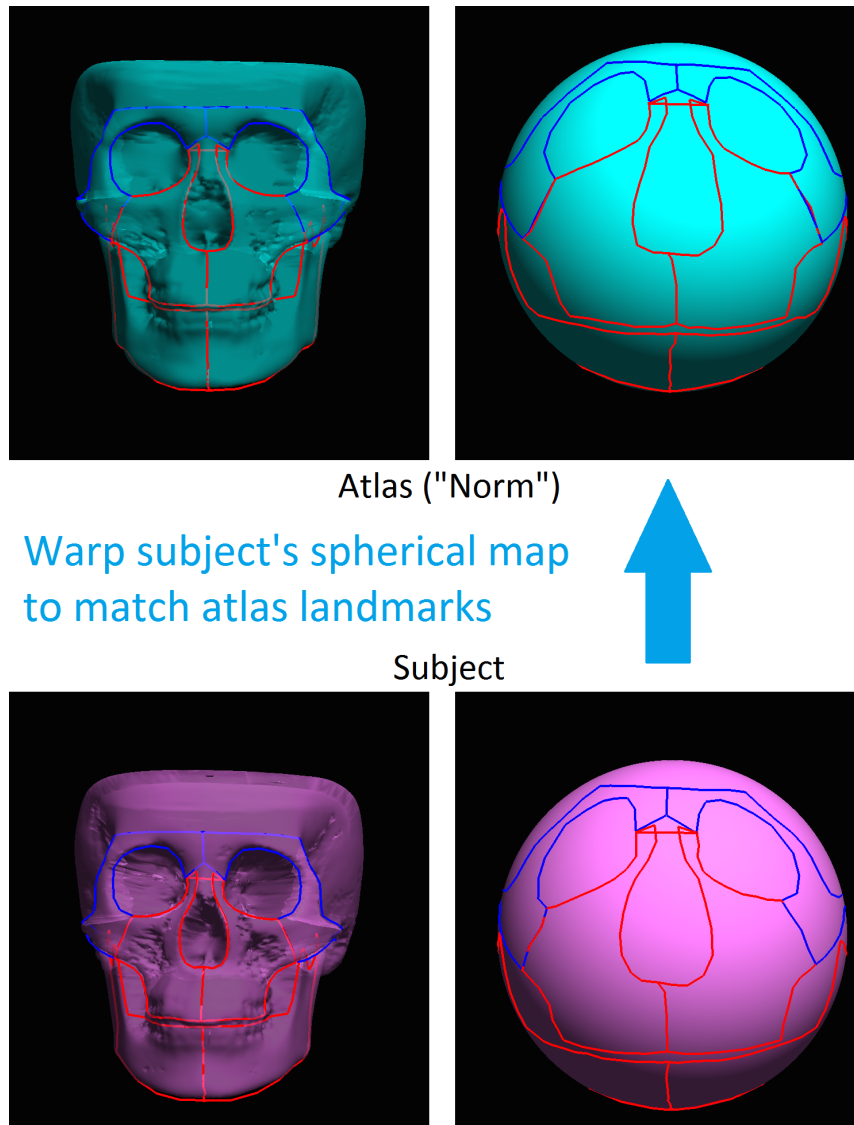 Atlas ("Norm")
Warp subject's spherical map
to match atlas landmarks
Subject